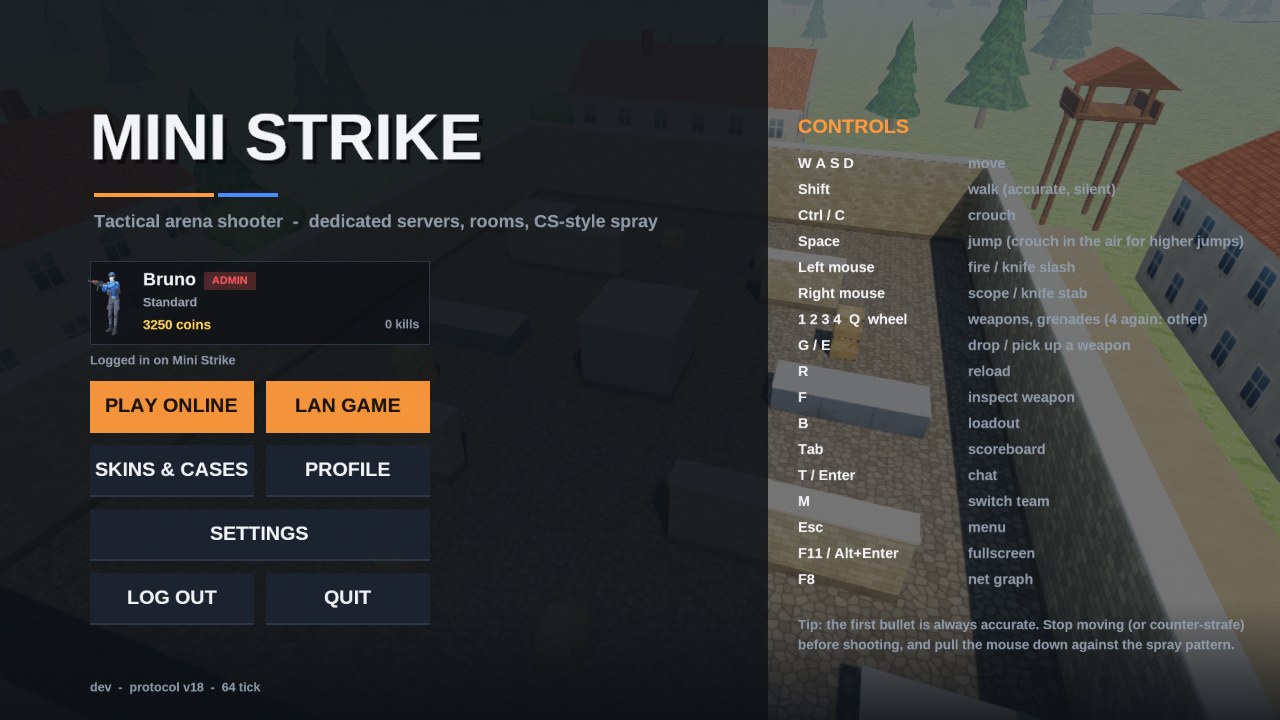 MINI STRIKE
Tactical arena shooter - dedicated servers, rooms, CS-style spray
Bruno ADMIN
Standard
3250 coins 0 kills
Logged in on Mini Strike
PLAY ONLINE LAN GAME
SKINS & CASES PROFILE
SETTINGS
LOG OUT QUIT
dev - protocol v18 - 64 tick
CONTROLS
W A S D move
Shift walk (accurate, silent)
Ctrl / C crouch
Space jump (crouch in the air for higher jumps)
Left mouse fire / knife slash
Right mouse scope / knife stab
1 2 3 4 Q wheel weapons, grenades (4 again: other)
G / E drop / pick up a weapon
R reload
F inspect weapon
B loadout
Tab scoreboard
T / Enter chat
M switch team
Esc menu
F11 / Alt+Enter fullscreen
F8 net graph
Tip: the first bullet is always accurate. Stop moving (or counter-strafe)
before shooting, and pull the mouse down against the spray pattern.